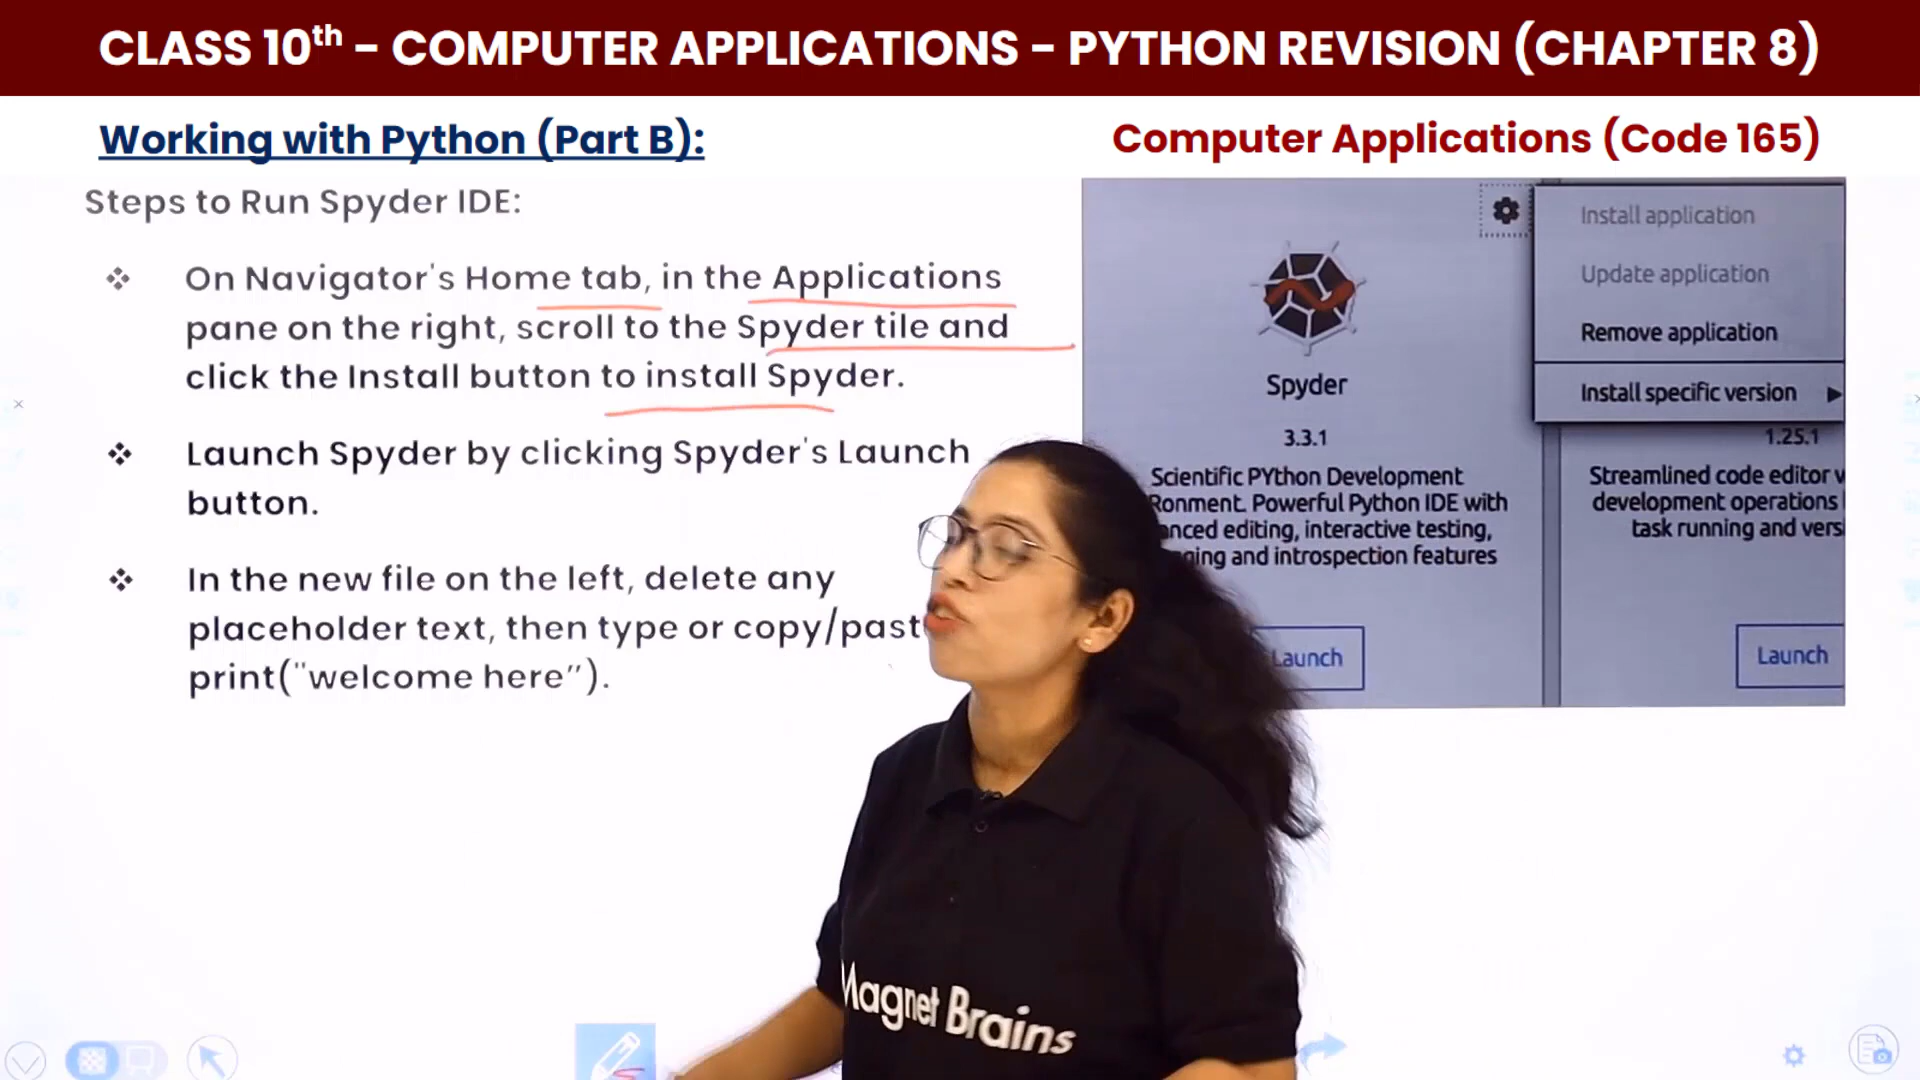 CLASS 10th – COMPUTER APPLICATIONS – PYTHON REVISION (CHAPTER 8)
Working with Python (Part B):
Computer Applications (Code 165)
Steps to Run Spyder IDE:
❖ On Navigator's Home tab, in the Applications
pane on the right, scroll to the Spyder tile and
click the Install button to install Spyder.
❖ Launch Spyder by clicking Spyder's Launch
button.
❖ In the new file on the left, delete any
placeholder text, then type or copy/past
print("welcome here").
Install application
Update application
Remove application
Install specific version
Spyder
3.3.1
Scientific PYthon Development
Ronment. Powerful Python IDE with
nced editing, interactive testing,
ging and introspection features
Launch
1.25.1
Streamlined code editor w
development operations
task running and vers
Launch
Magnet Brains